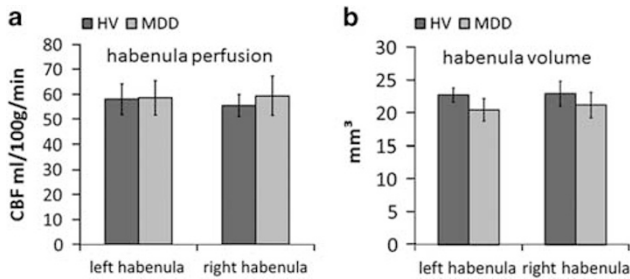 a
HV MDD
habenula perfusion
CBF ml/100g/min
80
70
60
50
40
30
20
10
0
left habenula right habenula
b
HV MDD
habenula volume
mm³
30
25
20
15
10
5
0
left habenula right habenula